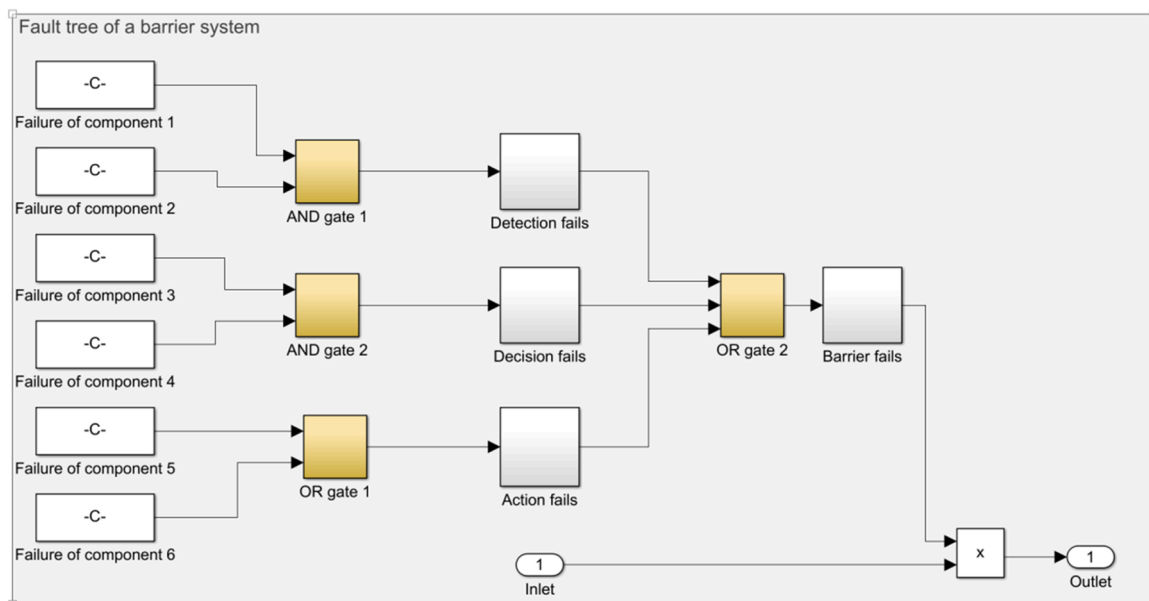 Fault tree of a barrier system
-C-
Failure of component 1
-C-
Failure of component 2
AND gate 1
Detection fails
-C-
Failure of component 3
-C-
Failure of component 4
AND gate 2
Decision fails
OR gate 2
Barrier fails
-C-
Failure of component 5
-C-
Failure of component 6
OR gate 1
Action fails
1
Inlet
x
1
Outlet